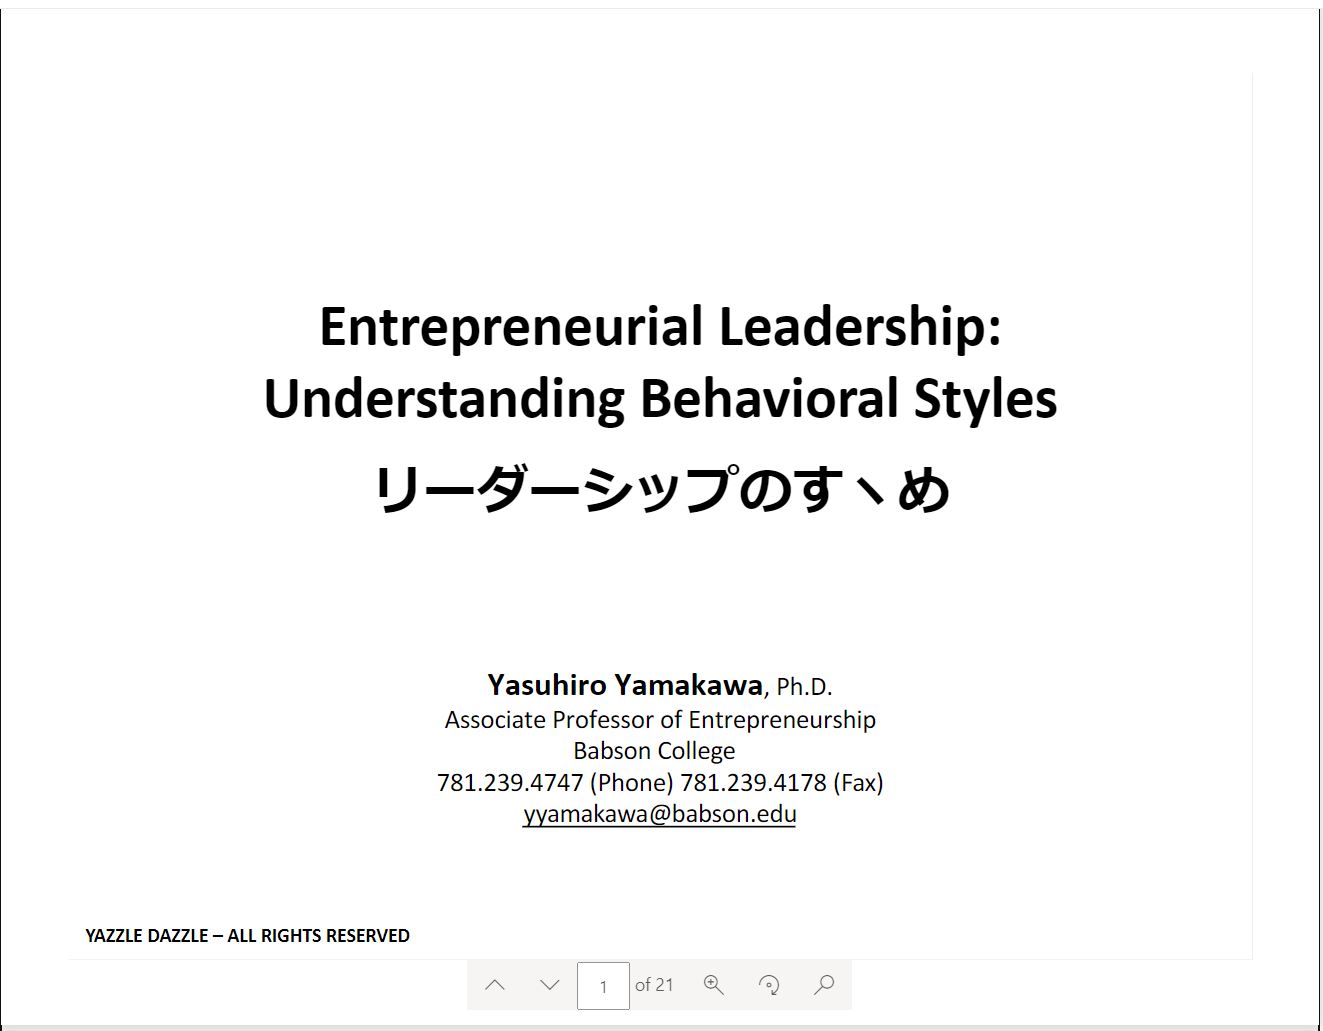 Entrepreneurial Leadership:
Understanding Behavioral Styles
リーダーシップのすヽめ
Yasuhiro Yamakawa, Ph.D.
Associate Professor of Entrepreneurship
Babson College
781.239.4747 (Phone) 781.239.4178 (Fax)
yyamakawa@babson.edu
YAZZLE DAZZLE – ALL RIGHTS RESERVED
1 of 21